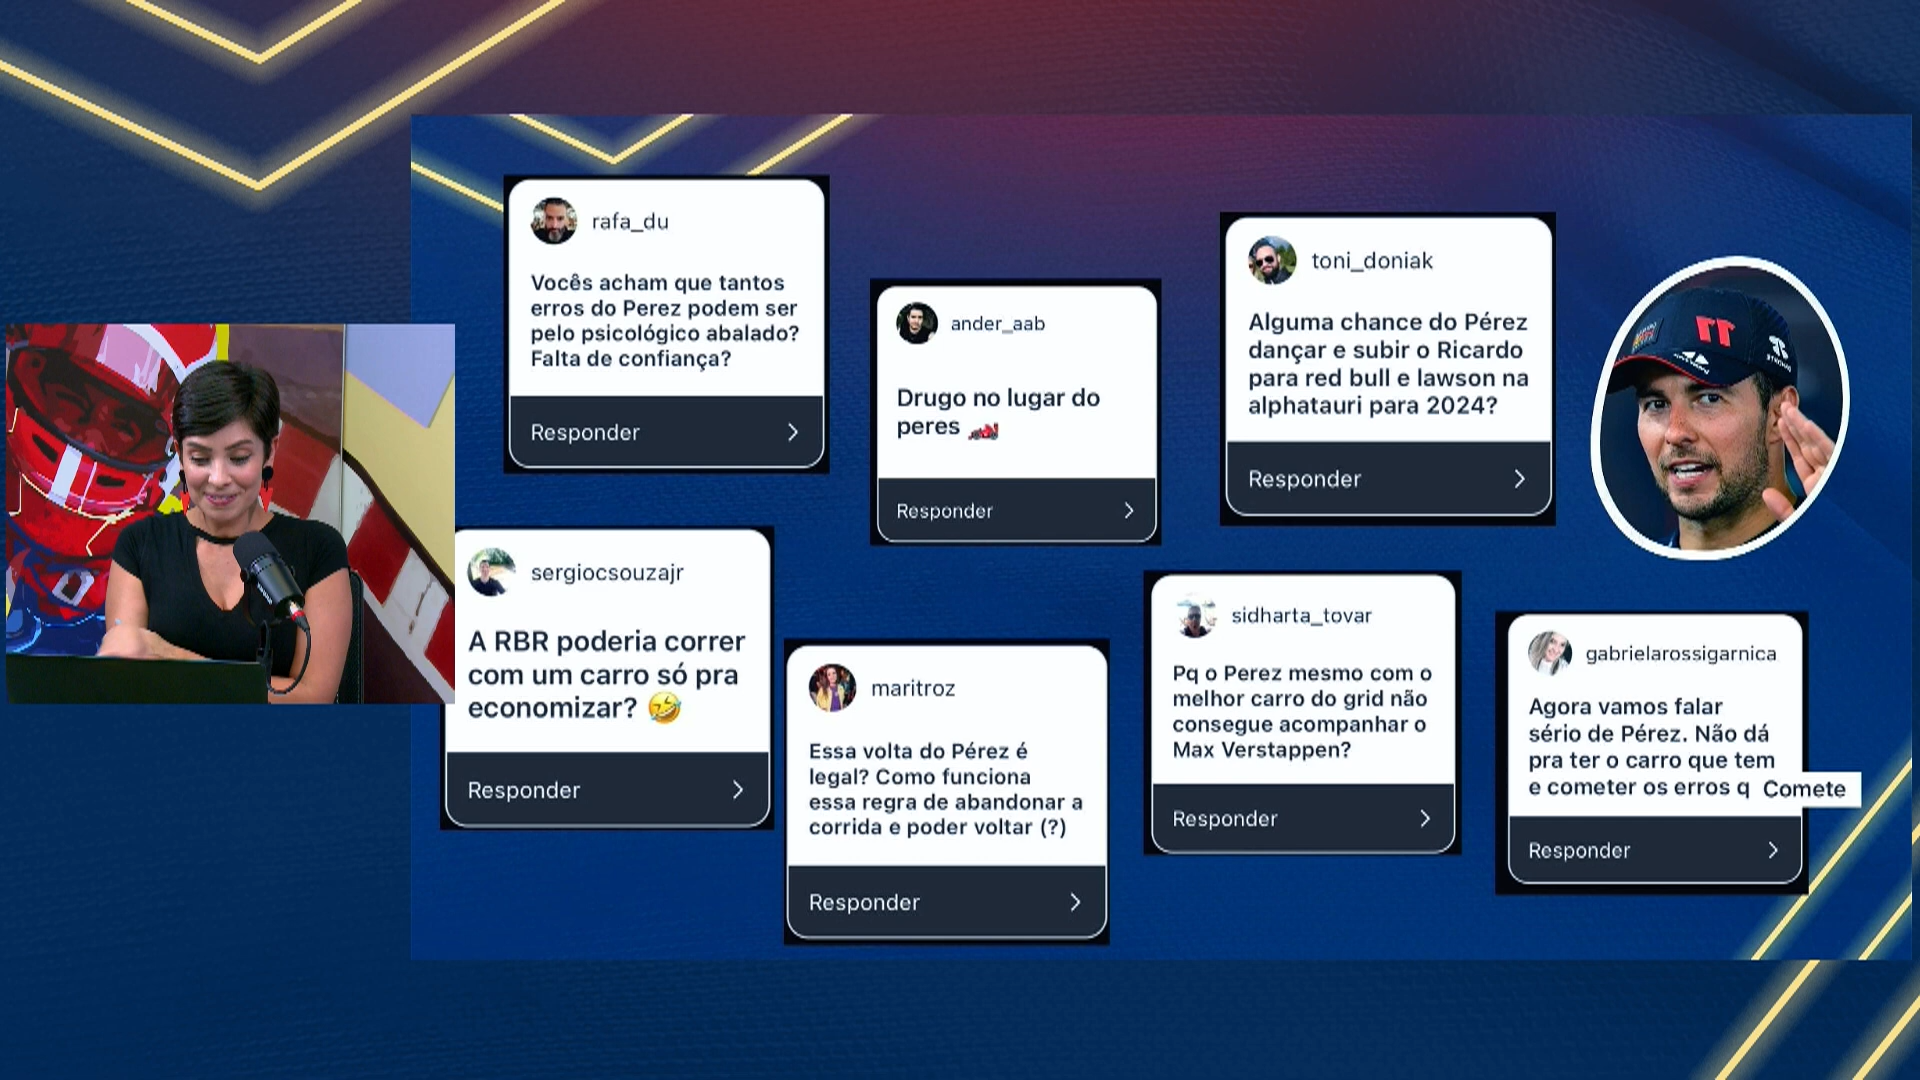 rafa_du
Vocês acham que tantos
erros do Perez podem ser
pelo psicológico abalado?
Falta de confiança?
Responder
ander_aab
Drugo no lugar do
peres
Responder
toni_doniak
Alguma chance do Pérez
dançar e subir o Ricardo
para red bull e lawson na
alphatauri para 2024?
Responder
11
sergiocsouzajr
A RBR poderia correr
com um carro só pra
economizar?
Responder
maritroz
Essa volta do Pérez é
legal? Como funciona
essa regra de abandonar a
corrida e poder voltar (?)
Responder
sidharta_tovar
Pq o Perez mesmo com o
melhor carro do grid não
consegue acompanhar o
Max Verstappen?
Responder
gabrielarossigarnica
Agora vamos falar
sério de Pérez. Não dá
pra ter o carro que tem
e cometer os erros q Comete
Responder